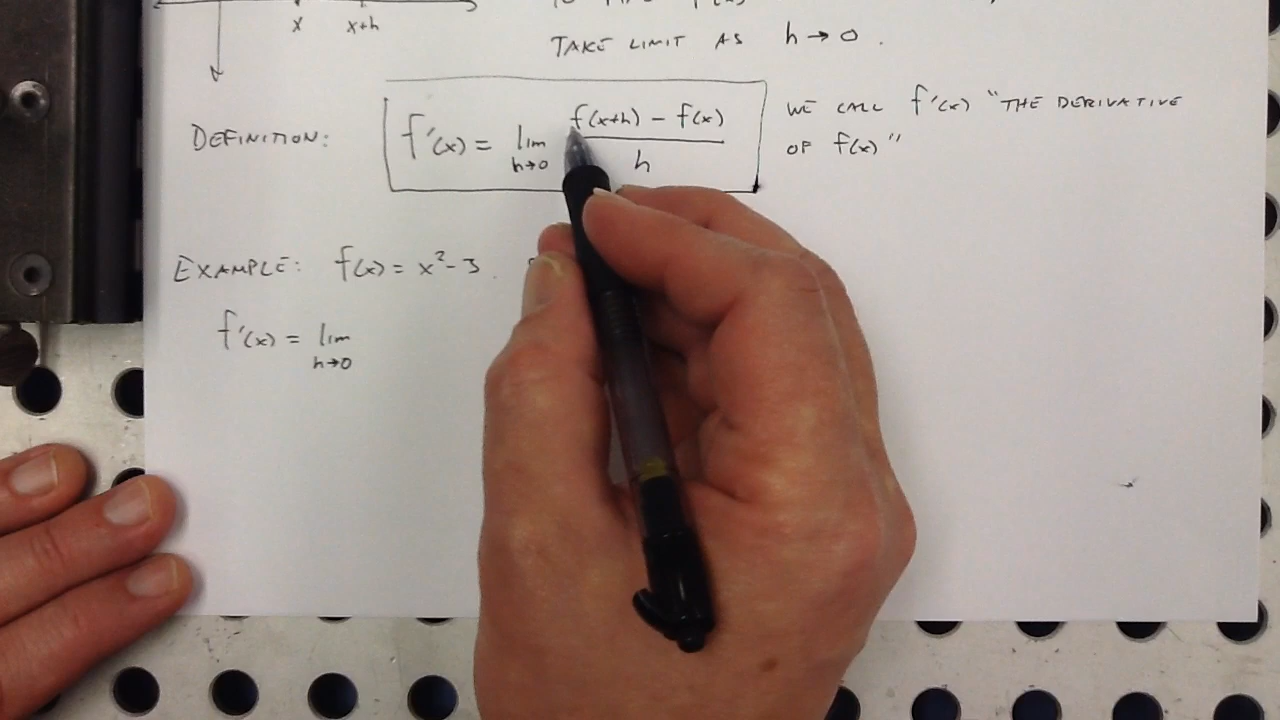 x x+h
TAKE LIMIT AS h→0.
DEFINITION: f'(x) = lim h→0 f(x+h) - f(x) / h
WE CALL f'(x) "THE DERIVATIVE
OF f(x)"
EXAMPLE: f(x) = x² - 3.
f'(x) = lim h→0